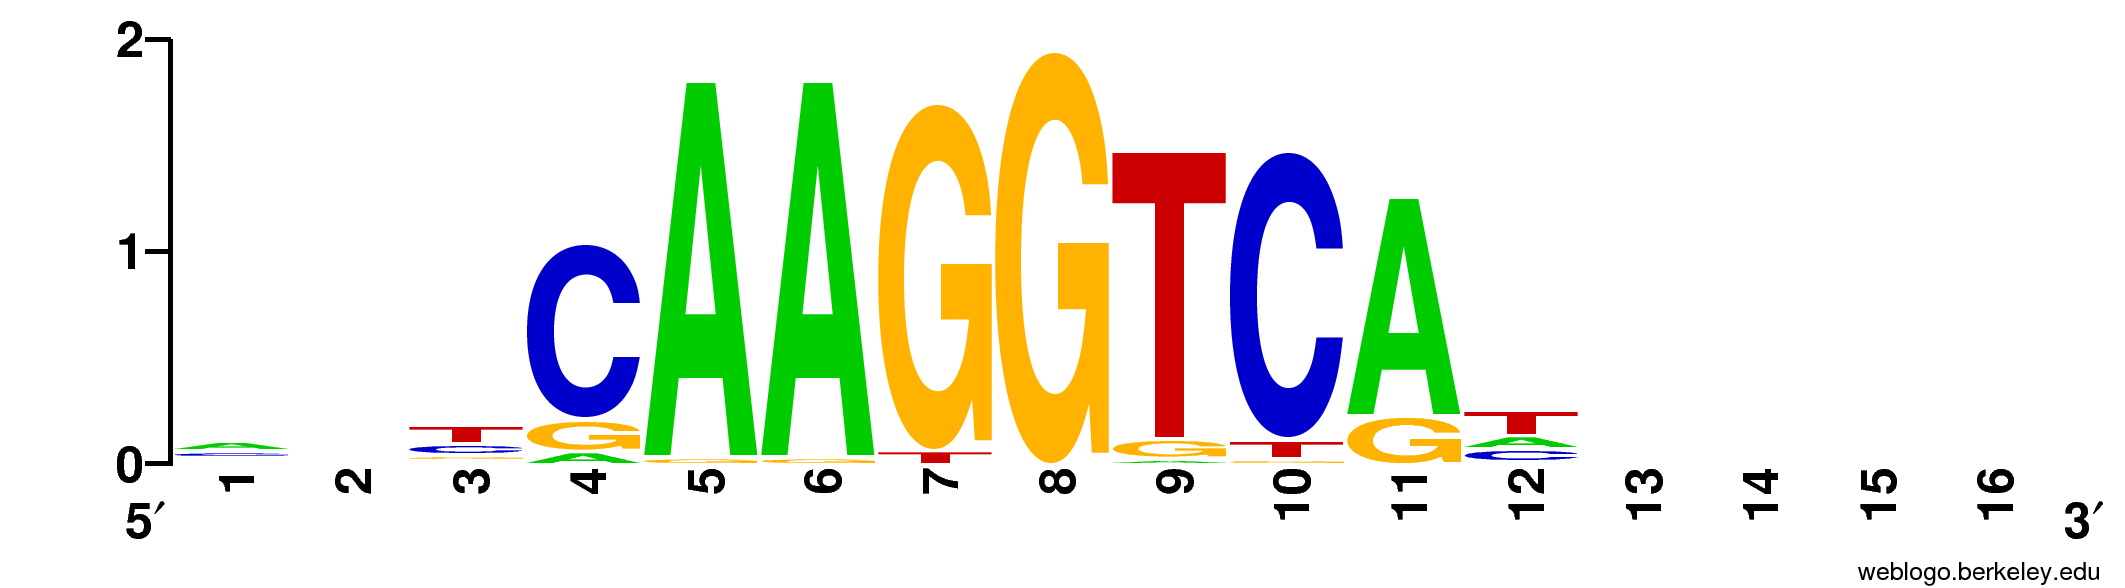 2
1
0
A C T C G C G A A G A G G T G T G A C T G A G T A C
1 2 3 4 5 6 7 8 9 10 11 12 13 14 15 16
5′ 3′
weblogo.berkeley.edu